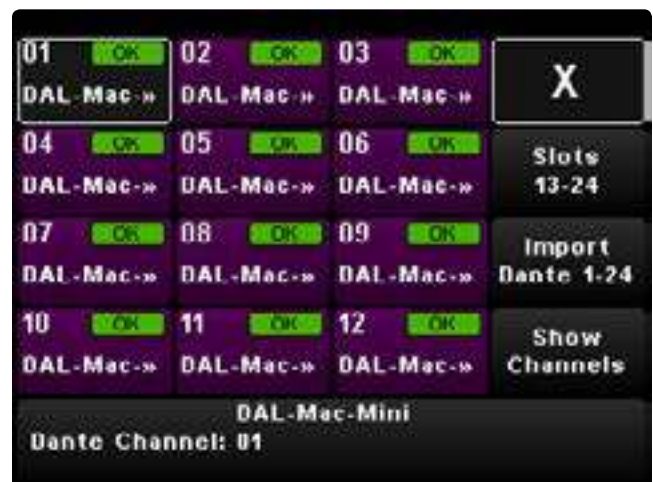 01 OK 02 OK 03 OK X
DAL-Mac-» DAL-Mac-» DAL-Mac-»
04 OK 05 OK 06 OK Slots
DAL-Mac-» DAL-Mac-» DAL-Mac-» 13-24
07 OK 08 OK 09 OK Import
DAL-Mac-» DAL-Mac-» DAL-Mac-» Dante 1-24
10 OK 11 OK 12 OK Show
DAL-Mac-» DAL-Mac-» DAL-Mac-» Channels
DAL-Mac-Mini
Dante Channel: 01